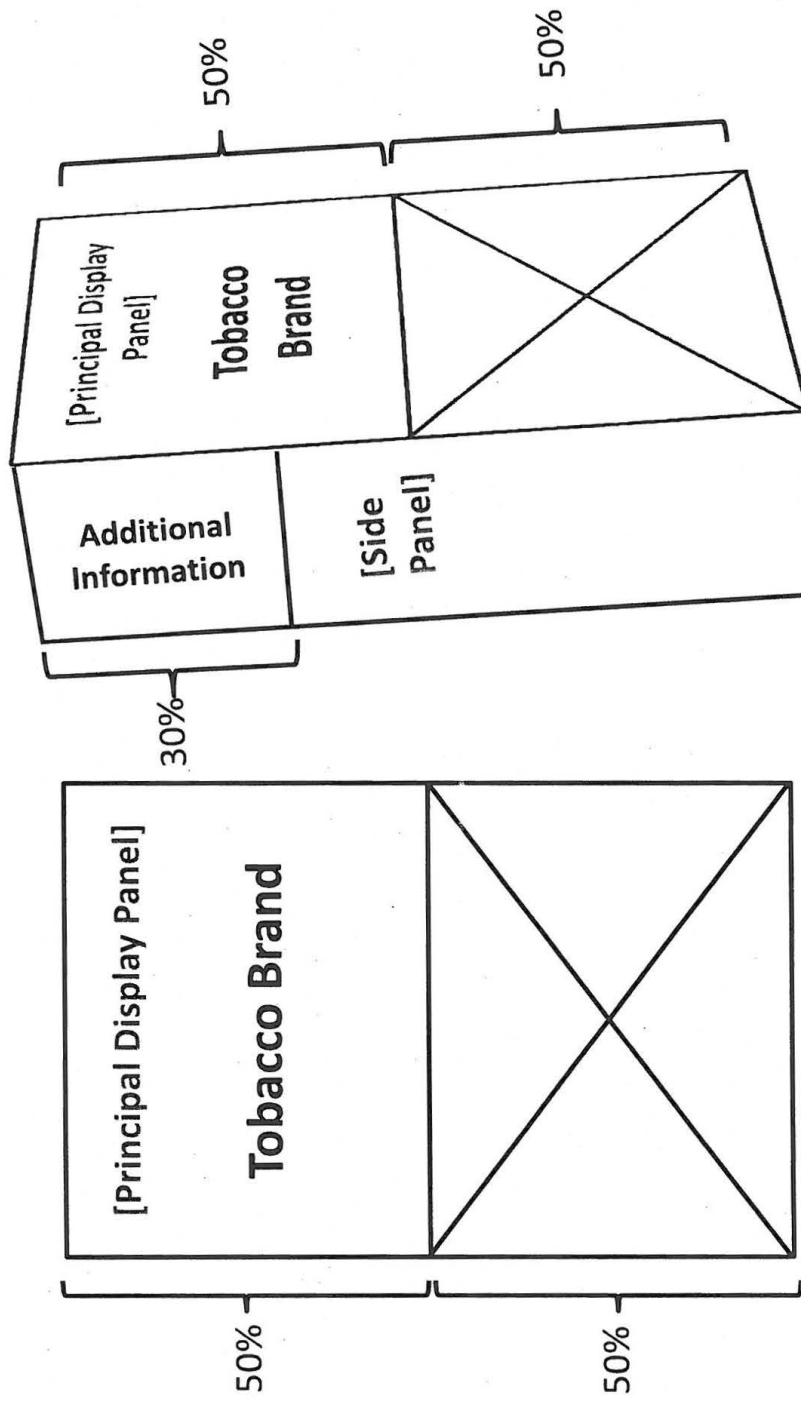 50%
50%
[Principal Display Panel]
Tobacco Brand
30%
Additional
Information
[Side
Panel]
[Principal Display
Panel]
Tobacco
Brand
50%
50%